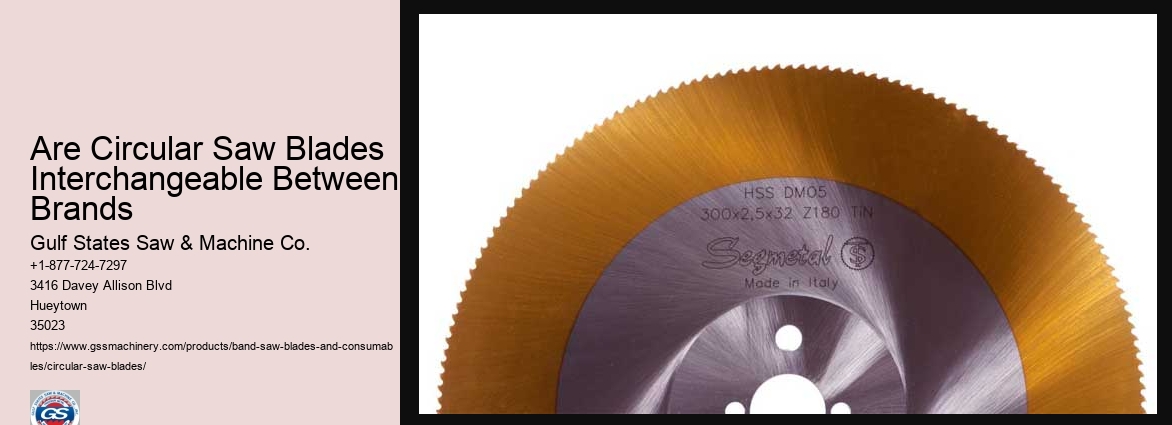 Are Circular Saw Blades
Interchangeable Between
Brands
Gulf States Saw & Machine Co.
+1-877-724-7297
3416 Davey Allison Blvd
Hueytown
35023
https://www.gssmachinery.com/products/band-saw-blades-and-consumab
les/circular-saw-blades/
GS
HSS DM05
300x2,5x32 Z180 TiN
Segmetal
Made in Italy